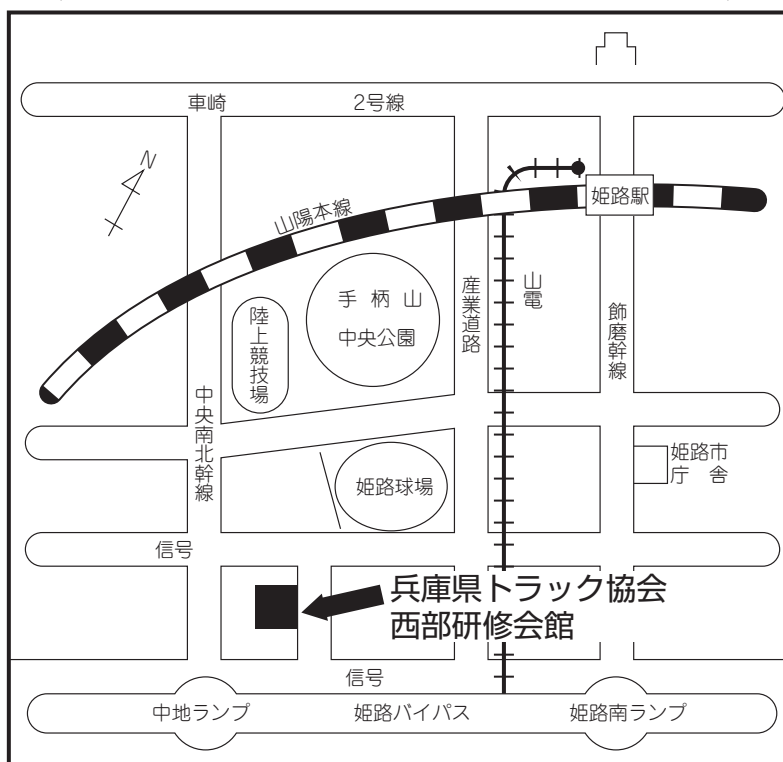 車崎
2号線
N
山陽本線
姫路駅
手柄山
中央公園
陸上競技場
産業道路
山電
飾磨幹線
中央南北幹線
姫路球場
姫路市
庁舎
信号
兵庫県トラック協会
西部研修会館
信号
中地ランプ
姫路バイパス
姫路南ランプ